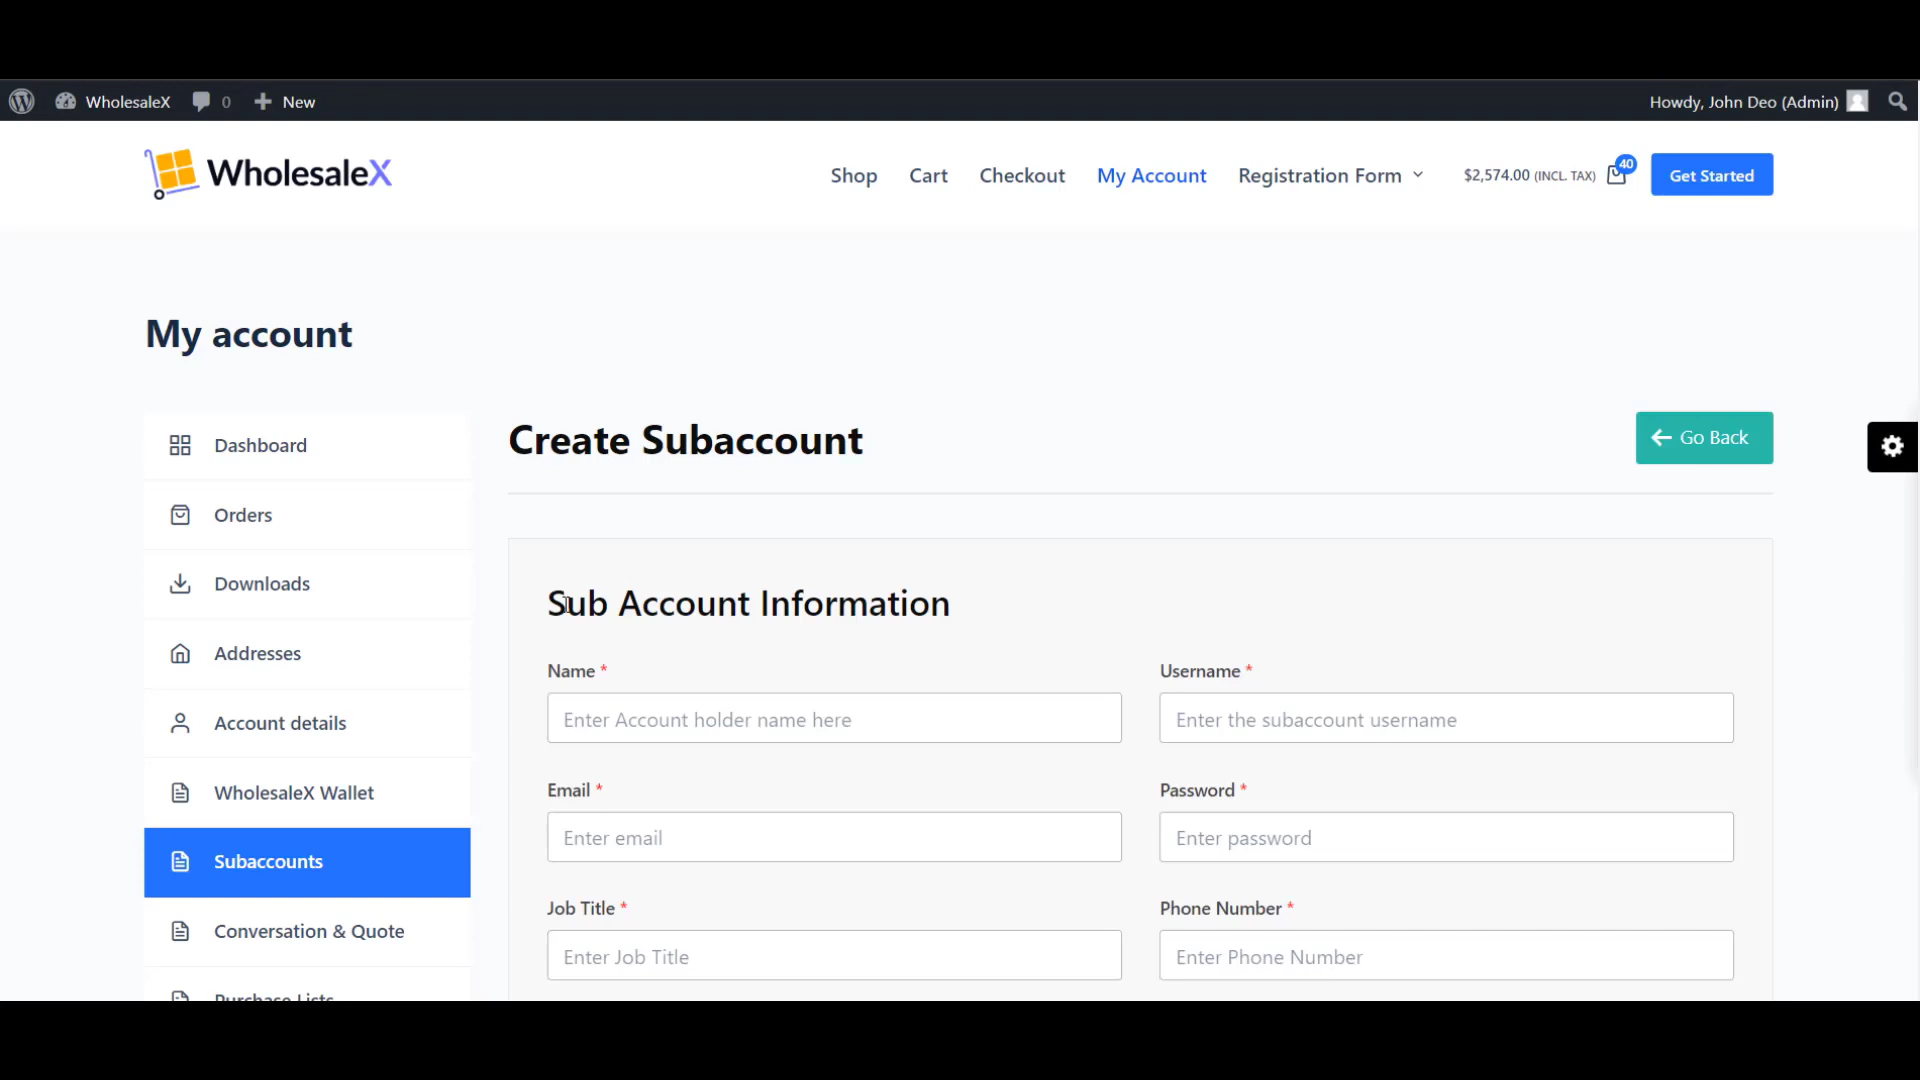 WholesaleX 0 New Howdy, John Deo (Admin)
WholesaleX Shop Cart Checkout My Account Registration Form $2,574.00 (INCL. TAX) 40 Get Started
My account
Dashboard
Orders
Downloads
Addresses
Account details
WholesaleX Wallet
Subaccounts
Conversation & Quote
Purchase Lists
Create Subaccount
Go Back
Sub Account Information
Name * Username *
Enter Account holder name here Enter the subaccount username
Email * Password *
Enter email Enter password
Job Title * Phone Number *
Enter Job Title Enter Phone Number